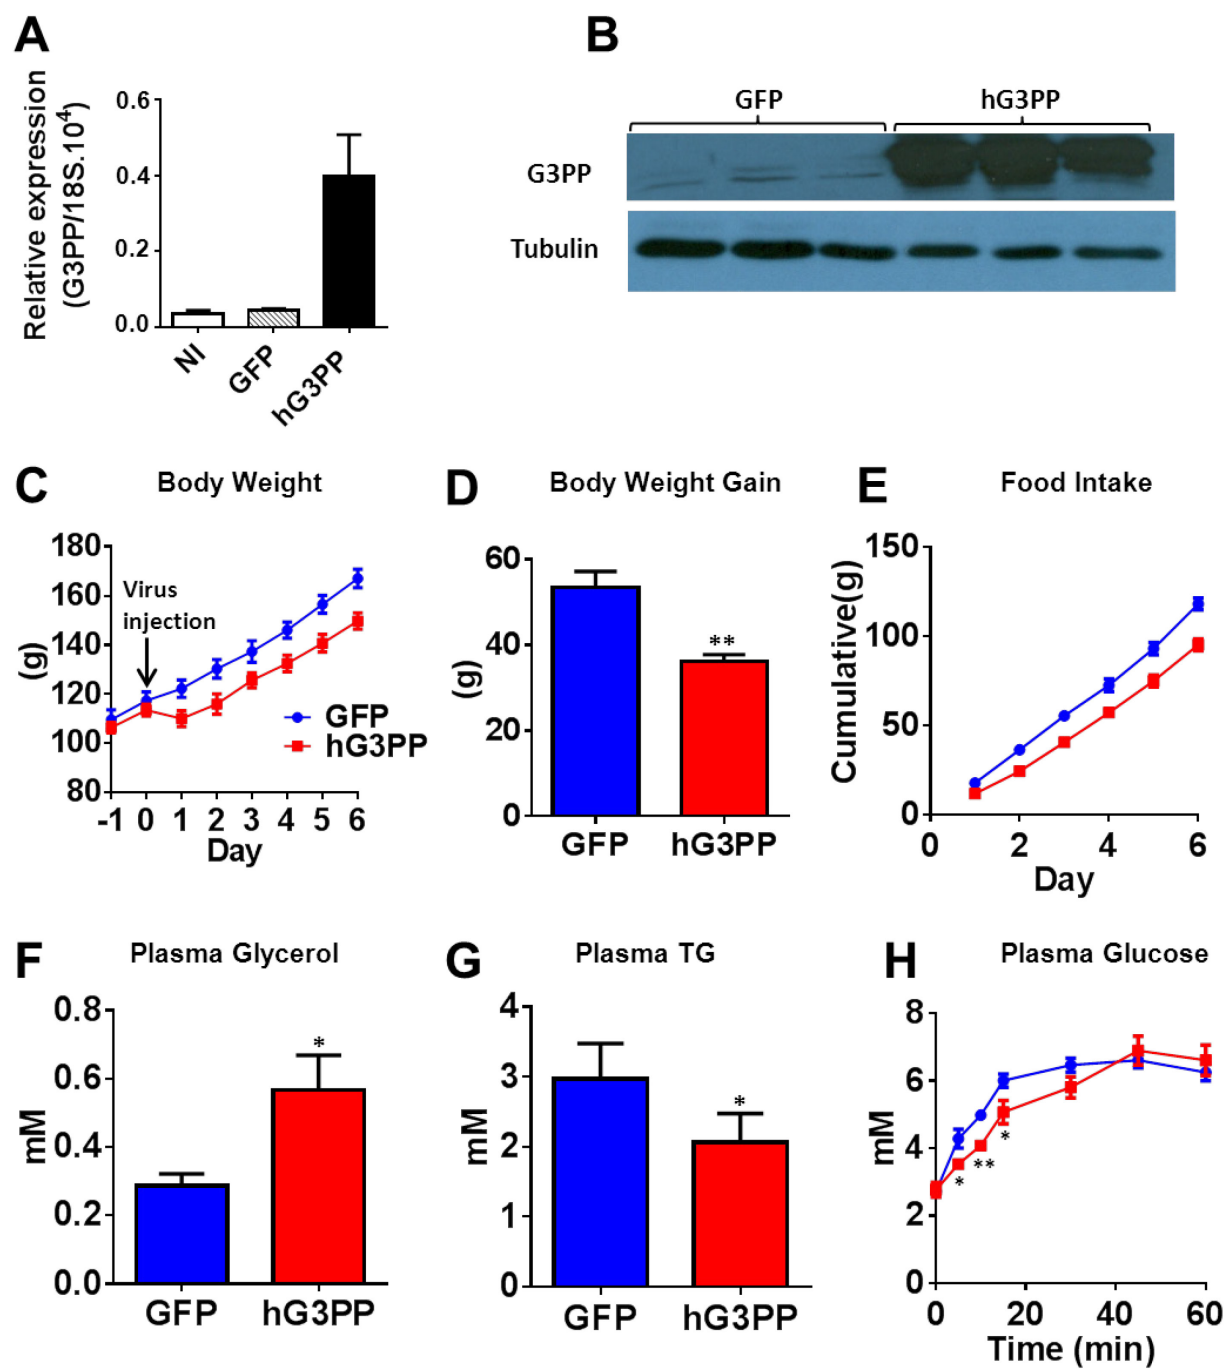 A
Relative expression
(G3PP/18S.10⁴)
0.6
0.4
0.2
0.0
NI
GFP
hG3PP
B
GFP
hG3PP
G3PP
Tubulin
C
Body Weight
(g)
180
160
140
120
100
80
Virus
injection
GFP
hG3PP
-1 0 1 2 3 4 5 6
Day
D
Body Weight Gain
(g)
60
40
20
0
**
GFP hG3PP
E
Food Intake
Cumulative(g)
150
100
50
0
0 2 4 6
Day
F
Plasma Glycerol
mM
0.8
0.6
0.4
0.2
0.0
*
GFP hG3PP
G
Plasma TG
mM
4
3
2
1
0
*
GFP hG3PP
H
Plasma Glucose
mM
8
6
4
2
0
*
**
*
0 20 40 60
Time (min)